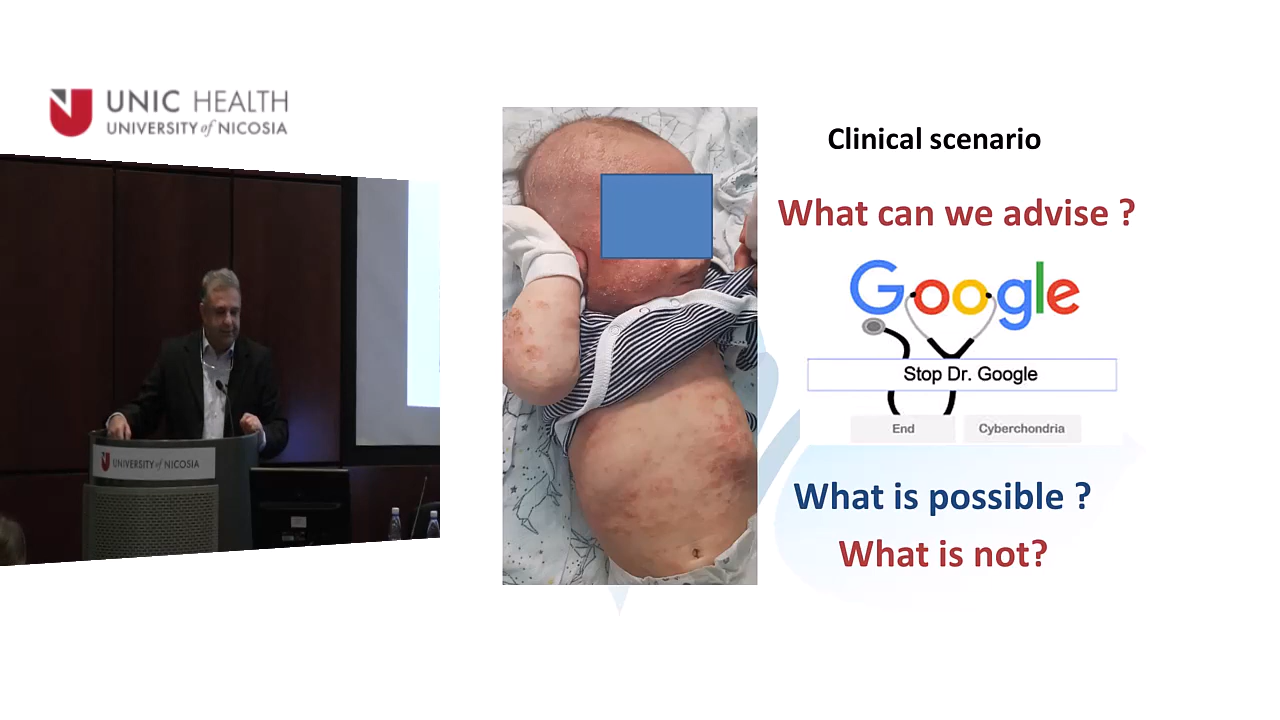 UNIC HEALTH
UNIVERSITY of NICOSIA
UNIVERSITY of NICOSIA
Clinical scenario
What can we advise ?
Google
Stop Dr. Google
End
Cyberchondria
What is possible ?
What is not?